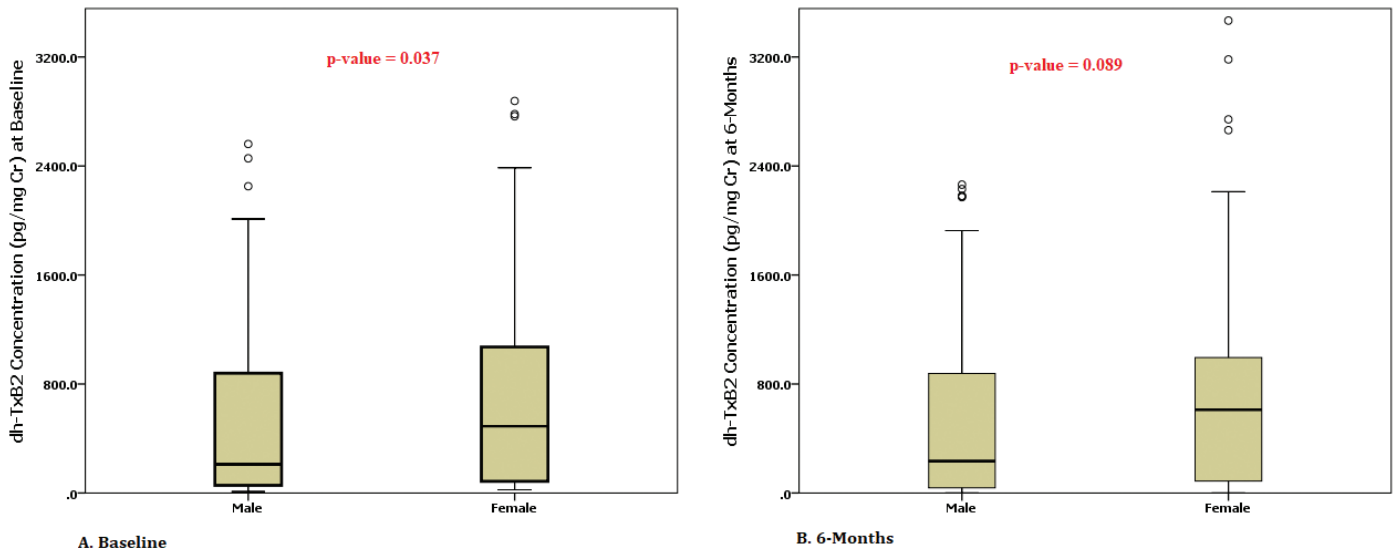 dh-TxB2 Concentration (pg/mg Cr) at Baseline
3200.0
2400.0
1600.0
800.0
.0
p-value = 0.037
Male
Female
A. Baseline
dh-TxB2 Concentration (pg/mg Cr) at 6-Months
3200.0
2400.0
1600.0
800.0
.0
p-value = 0.089
Male
Female
B. 6-Months